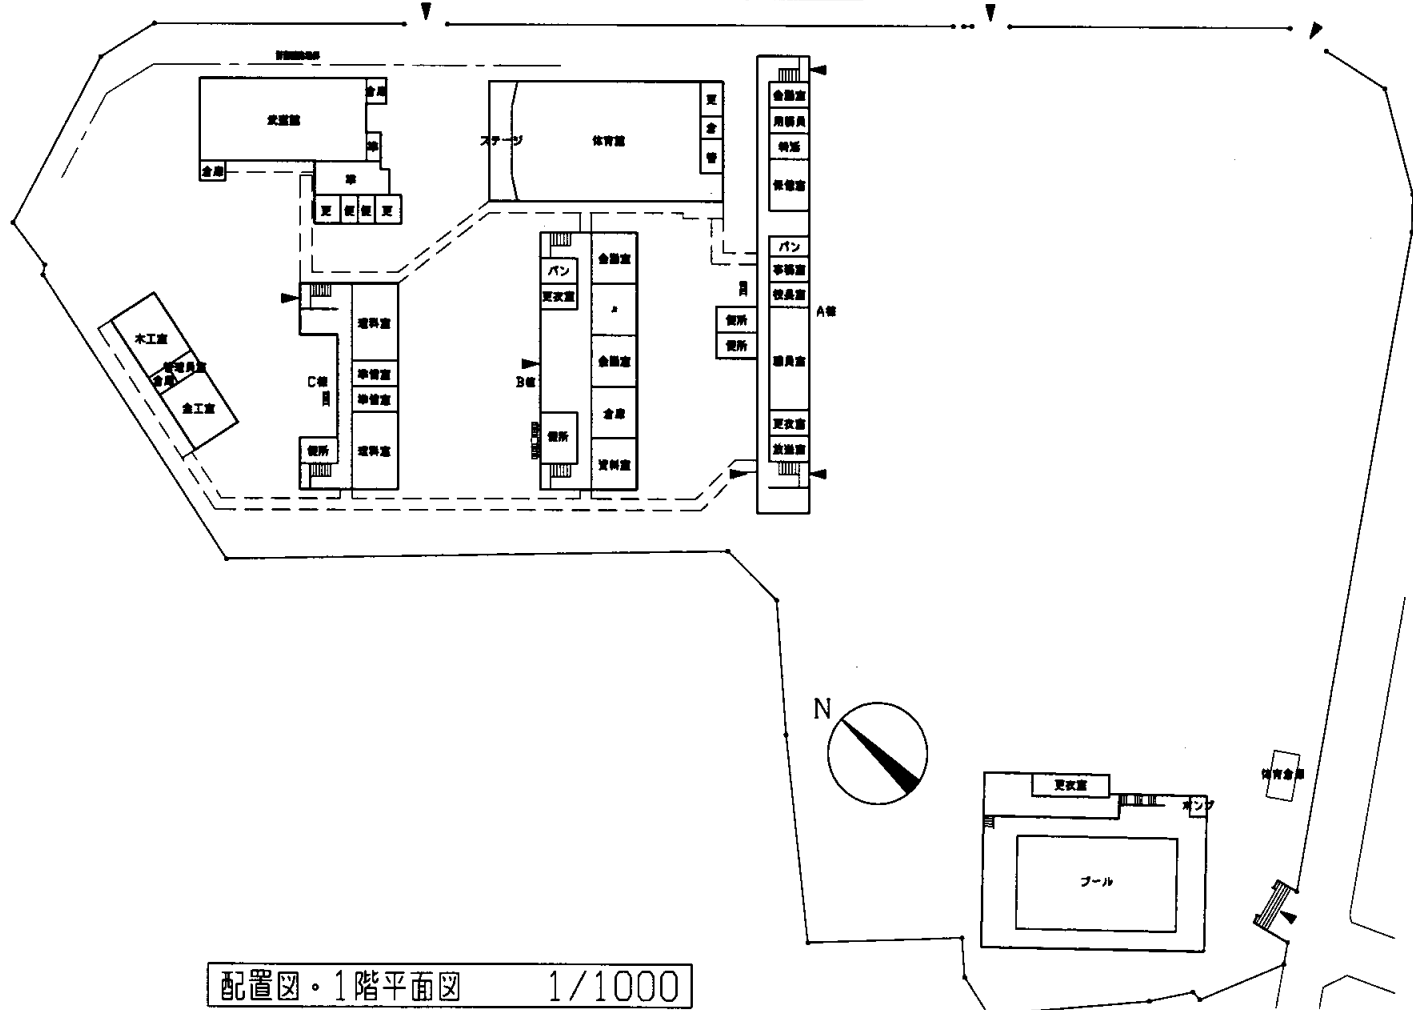 倉庫
武道館
準
倉庫
準
更
便
便
更
ステージ
体育館
更
倉
管
会議室
用務員
保健室
パン
事務室
校長室
便所
便所
職員室
更衣室
放送室
A棟
会議室
パン
更衣室
〃
会議室
B棟
倉庫
便所
資料室
理科室
準備室
C棟
準備室
便所
理科室
木工室
管理員室
倉庫
金工室
N
体育倉庫
更衣室
ポンプ
プール
配置図・1階平面図 1/1000